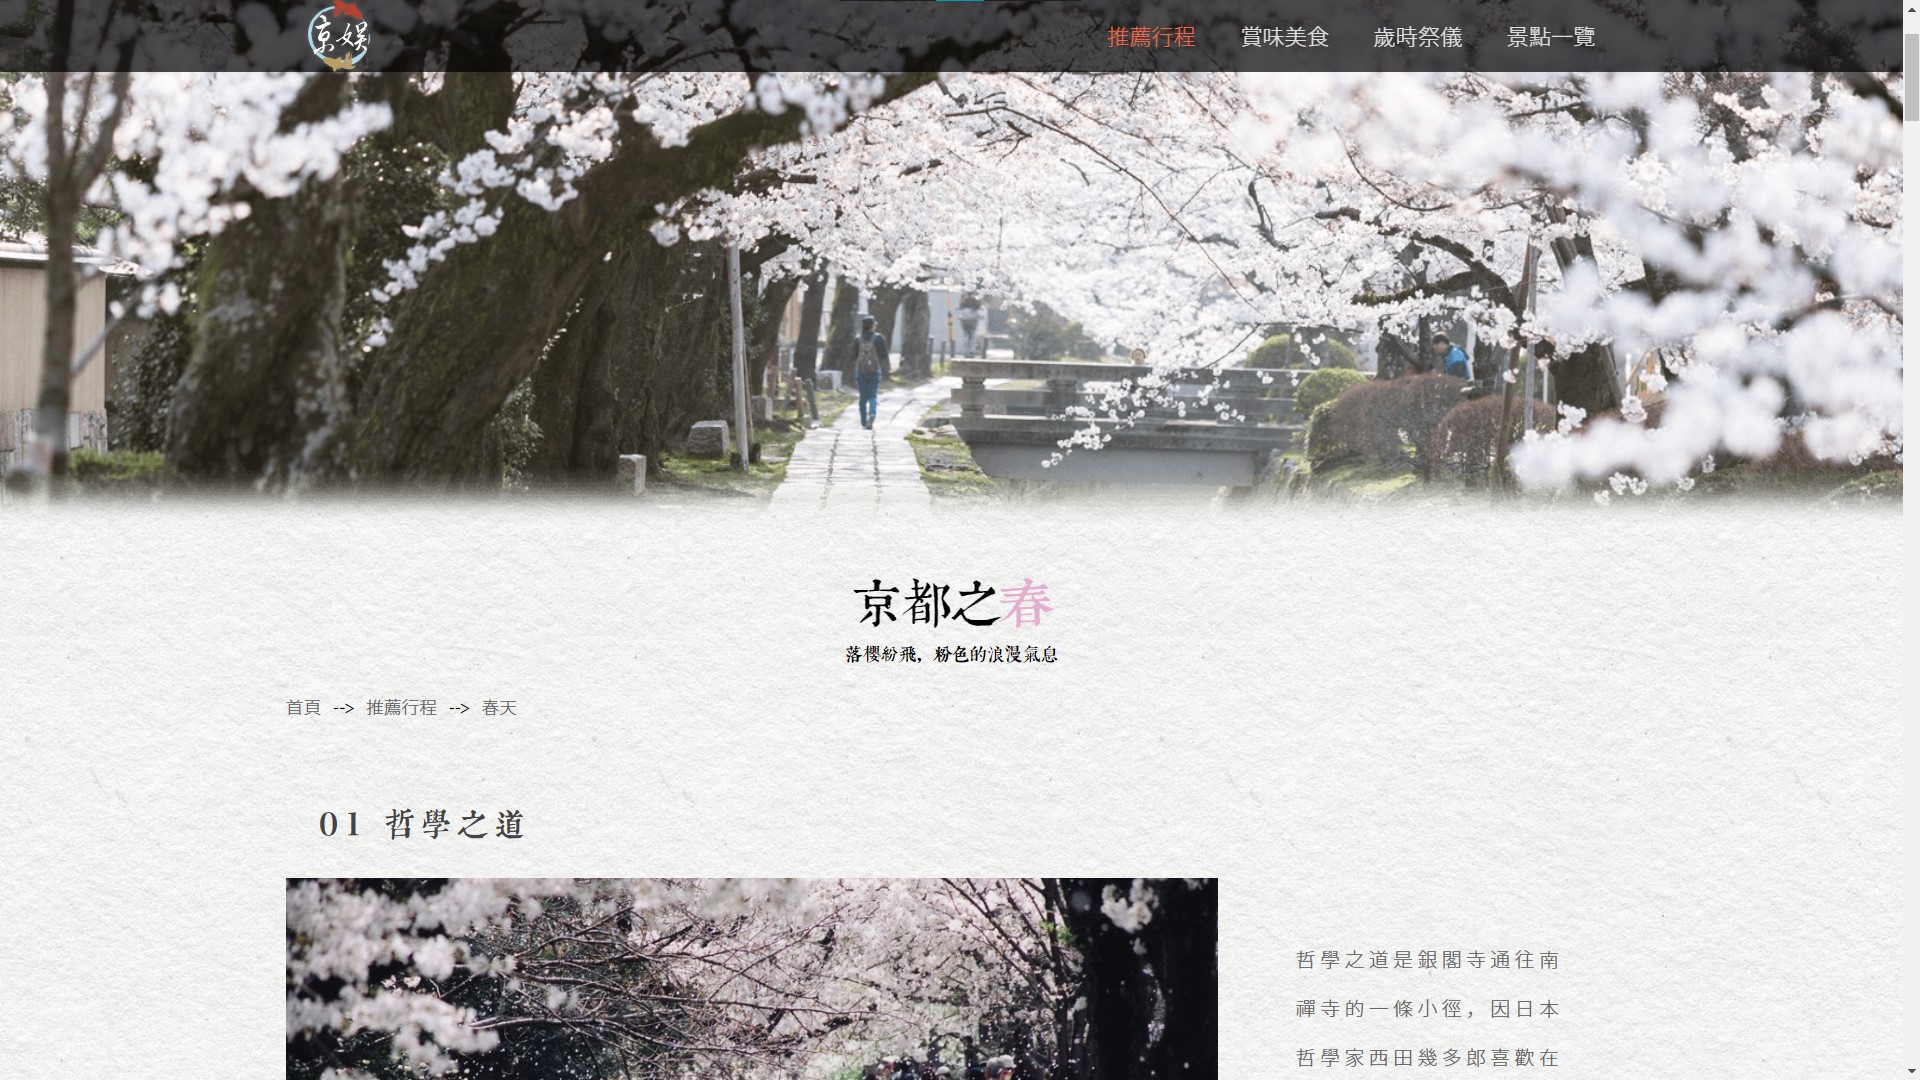 京娛
推薦行程 賞味美食 歲時祭儀 景點一覽
京都之春
落櫻紛飛，粉色的浪漫氣息
首頁 --> 推薦行程 --> 春天
01 哲學之道
哲學之道是銀閣寺通往南
禪寺的一條小徑，因日本
哲學家西田幾多郎喜歡在